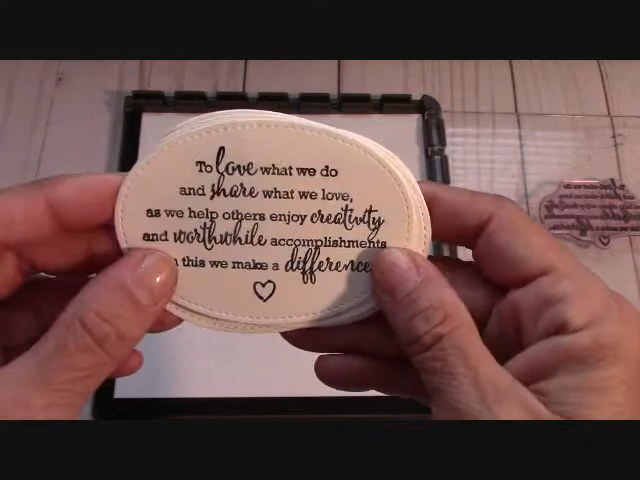 To love what we do
and share what we love,
as we help others enjoy creativity
and worthwhile accomplishments
this we make a difference